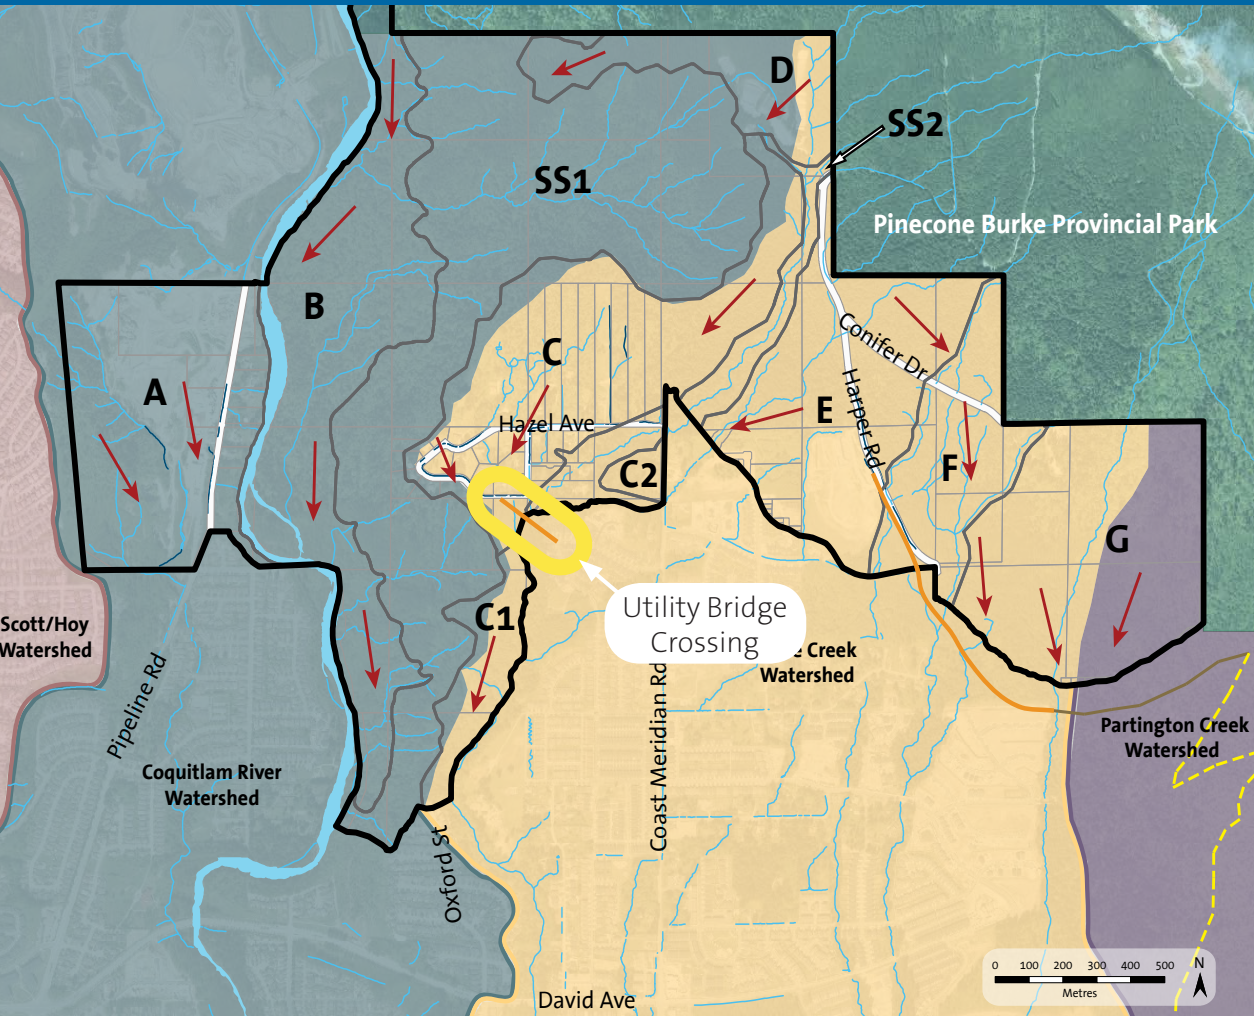 D
SS2
SS1
Pinecone Burke Provincial Park
B
Conifer Dr
C
A
Harper Rd
E
Hazel Ave
C2
F
G
C1
Utility Bridge
Crossing
Scott/Hoy
Watershed
e Creek
Watershed
Pipeline Rd
Coast Meridian Rd
Partington Creek
Watershed
Coquitlam River
Watershed
Oxford St
David Ave
0 100 200 300 400 500
Metres
N